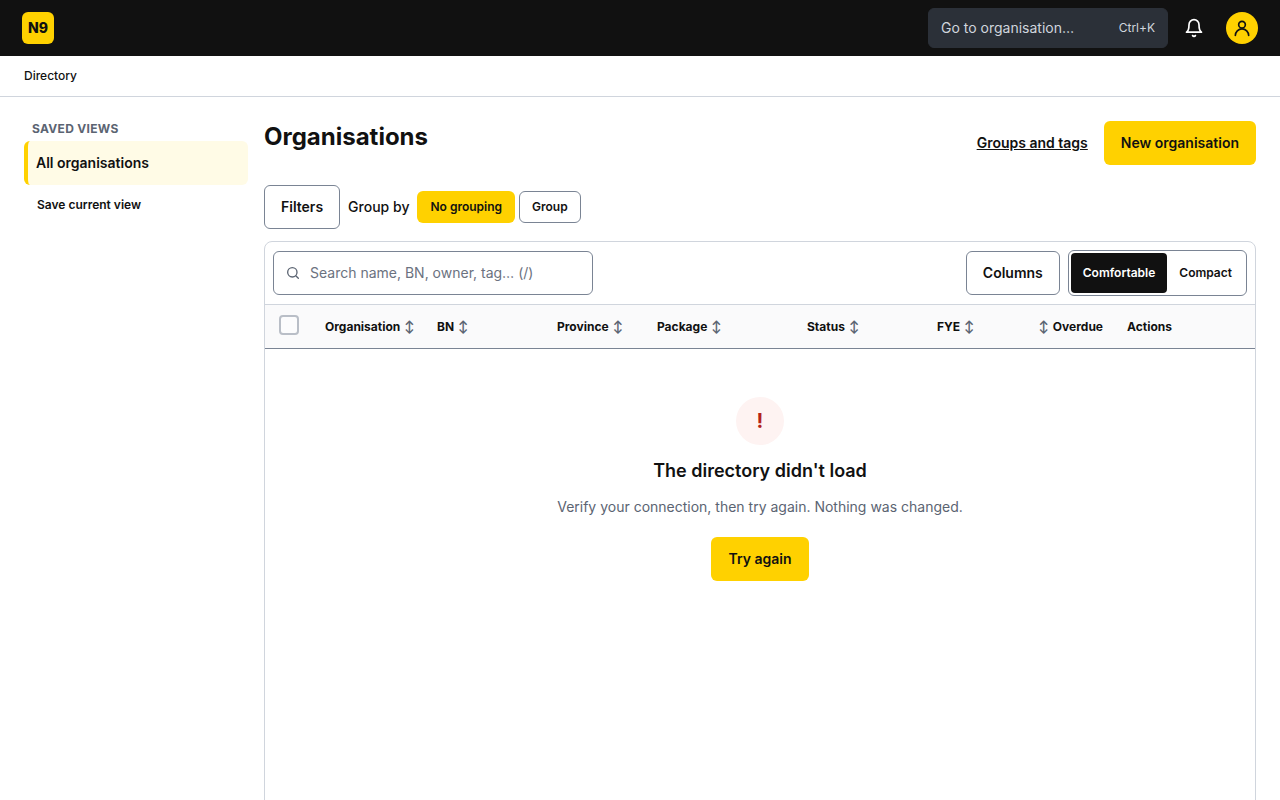 N9
Go to organisation... Ctrl+K
Directory
SAVED VIEWS
All organisations
Save current view
Organisations
Groups and tags
New organisation
Filters
Group by
No grouping
Group
Search name, BN, owner, tag... (/)
Columns
Comfortable
Compact
Organisation BN Province Package Status FYE Overdue Actions
!
The directory didn't load
Verify your connection, then try again. Nothing was changed.
Try again